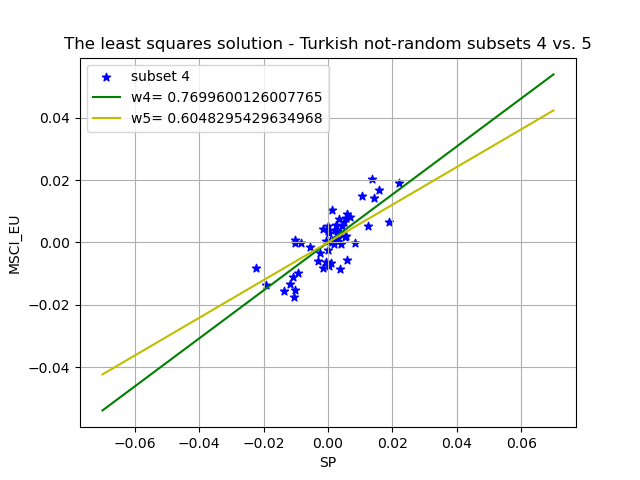 The least squares solution - Turkish not-random subsets 4 vs. 5
subset 4
w4= 0.7699600126007765
w5= 0.6048295429634968
0.04
0.02
0.00
−0.02
−0.04
MSCI_EU
−0.06 −0.04 −0.02 0.00 0.02 0.04 0.06
SP